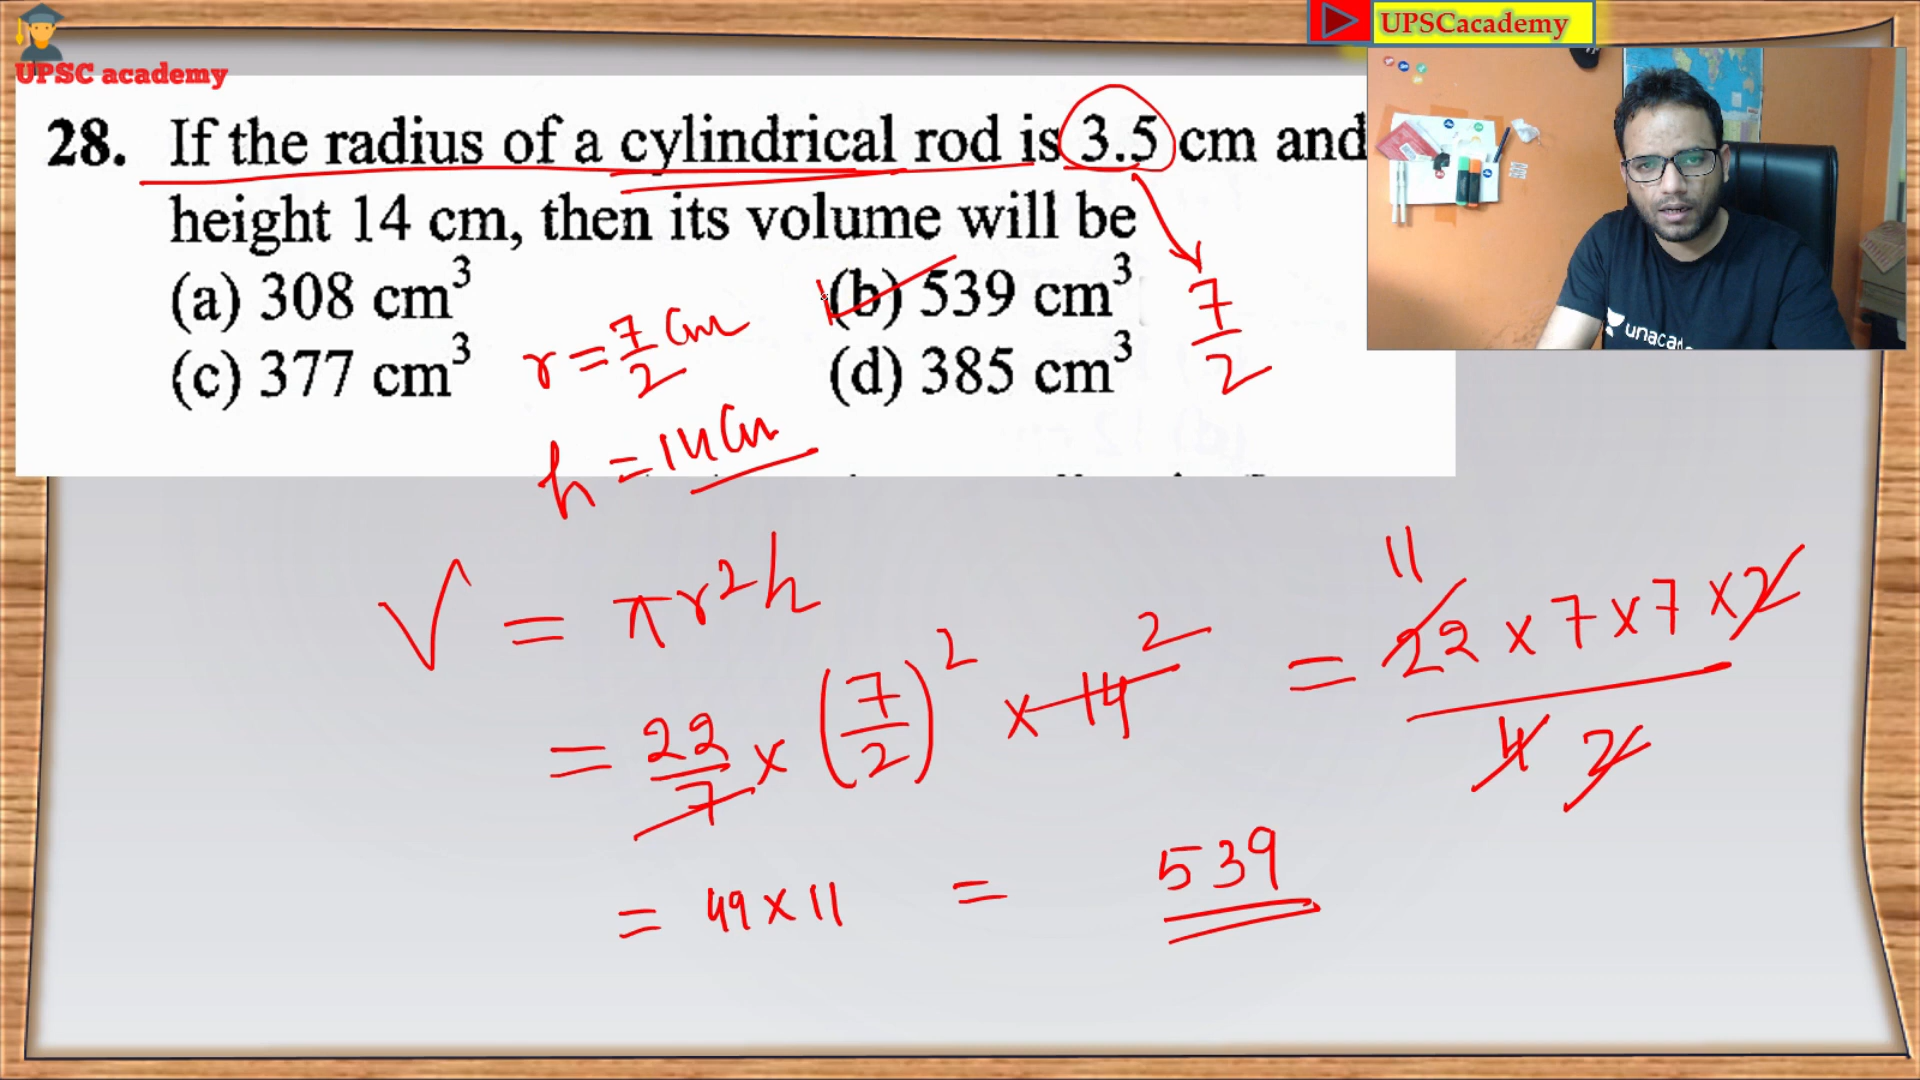 UPSCacademy
UPSC academy
28. If the radius of a cylindrical rod is 3.5 cm and
height 14 cm, then its volume will be
(a) 308 cm³
(b) 539 cm³
(c) 377 cm³
(d) 385 cm³
7/2
r = 7/2 cm
h = 14 cm
V = πr²h
= 22/7 × (7/2)² × 14 2
= 22 × 7 × 7 × 2 / 4 2
11
= 49 × 11 = 539